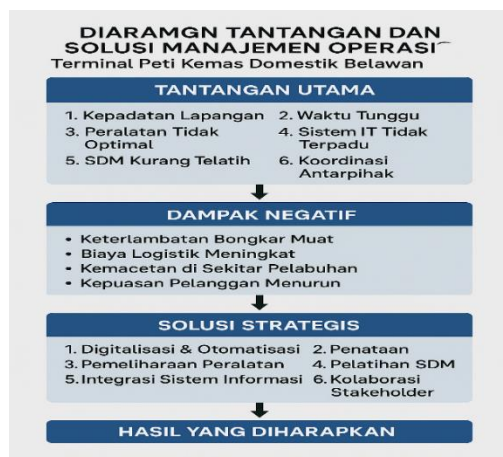 DIARAMGN TANTANGAN DAN
SOLUSI MANAJEMEN OPERASI
Terminal Peti Kemas Domestik Belawan
TANTANGAN UTAMA
1. Kepadatan Lapangan 2. Waktu Tunggu
3. Peralatan Tidak Optimal 4. Sistem IT Tidak Terpadu
5. SDM Kurang Telatih 6. Koordinasi Antarpihak
DAMPAK NEGATIF
• Keterlambatan Bongkar Muat
• Biaya Logistik Meningkat
• Kemacetan di Sekitar Pelabuhan
• Kepuasan Pelanggan Menurun
SOLUSI STRATEGIS
1. Digitalisasi & Otomatisasi 2. Penataan
3. Pemeliharaan Peralatan 4. Pelatihan SDM
5. Integrasi Sistem Informasi 6. Kolaborasi Stakeholder
HASIL YANG DIHARAPKAN